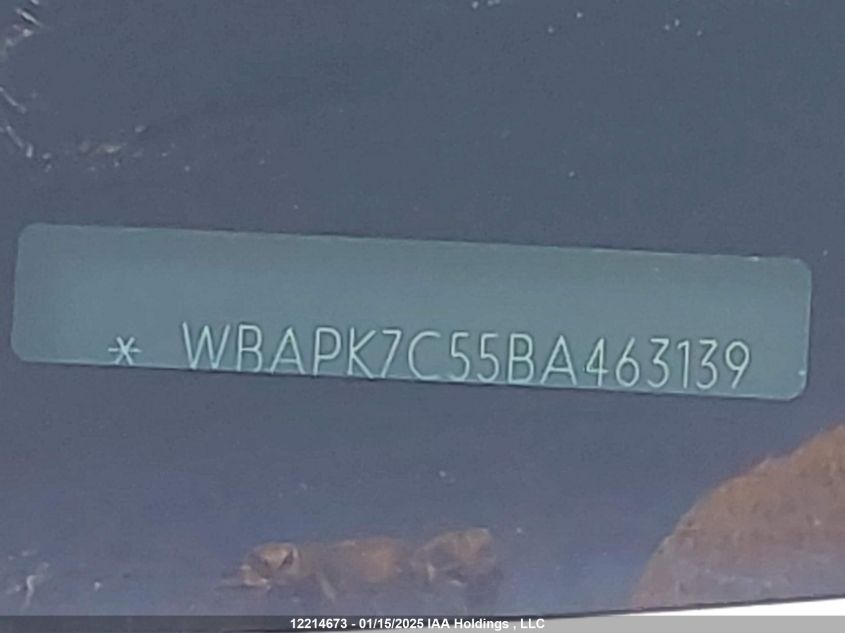 * WBAPK7C55BA463139
12214673 - 01/15/2025 IAA Holdings , LLC